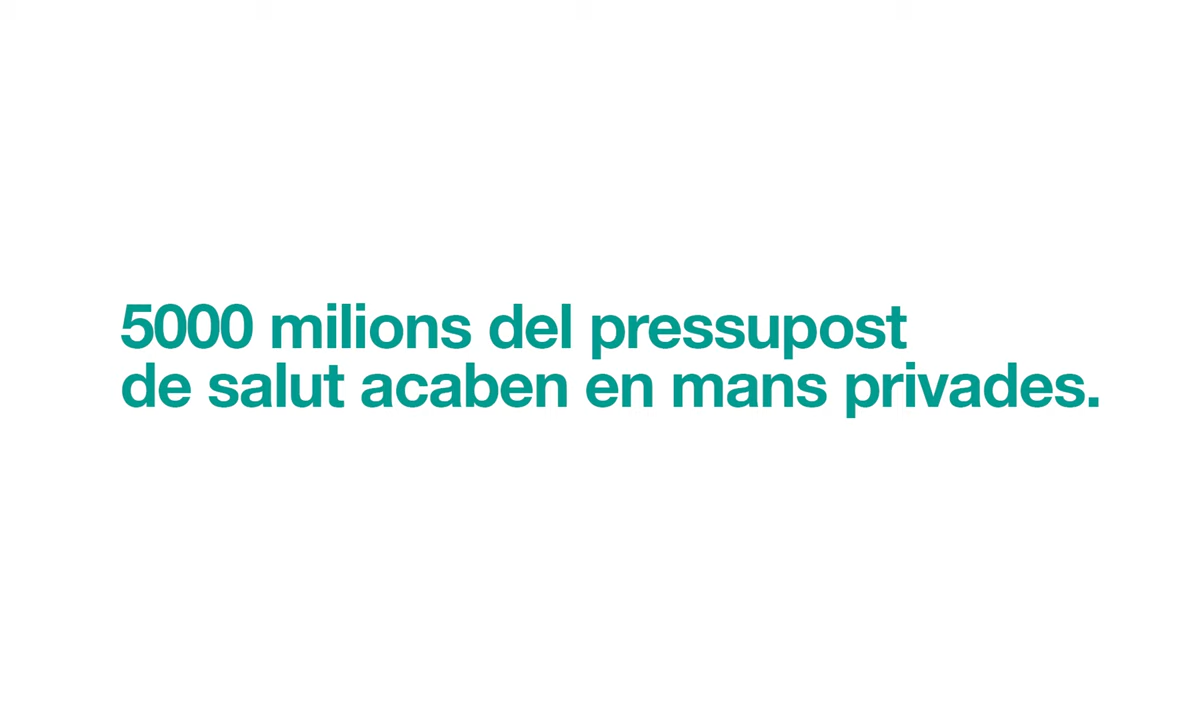 5000 milions del pressupost
de salut acaben en mans privades.